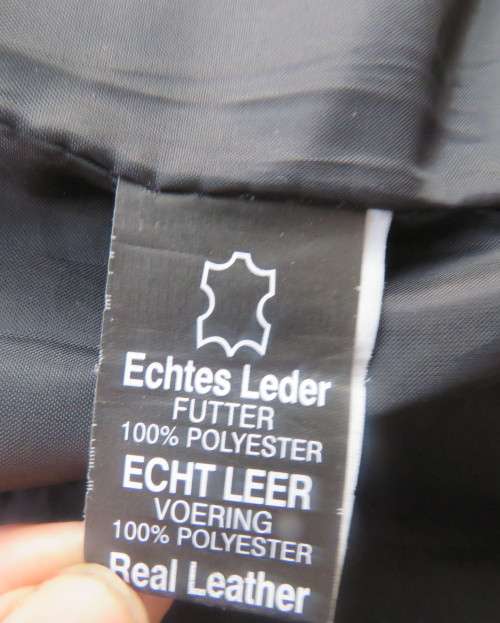 Echtes Leder
FUTTER
100% POLYESTER
ECHT LEER
VOERING
100% POLYESTER
Real Leather